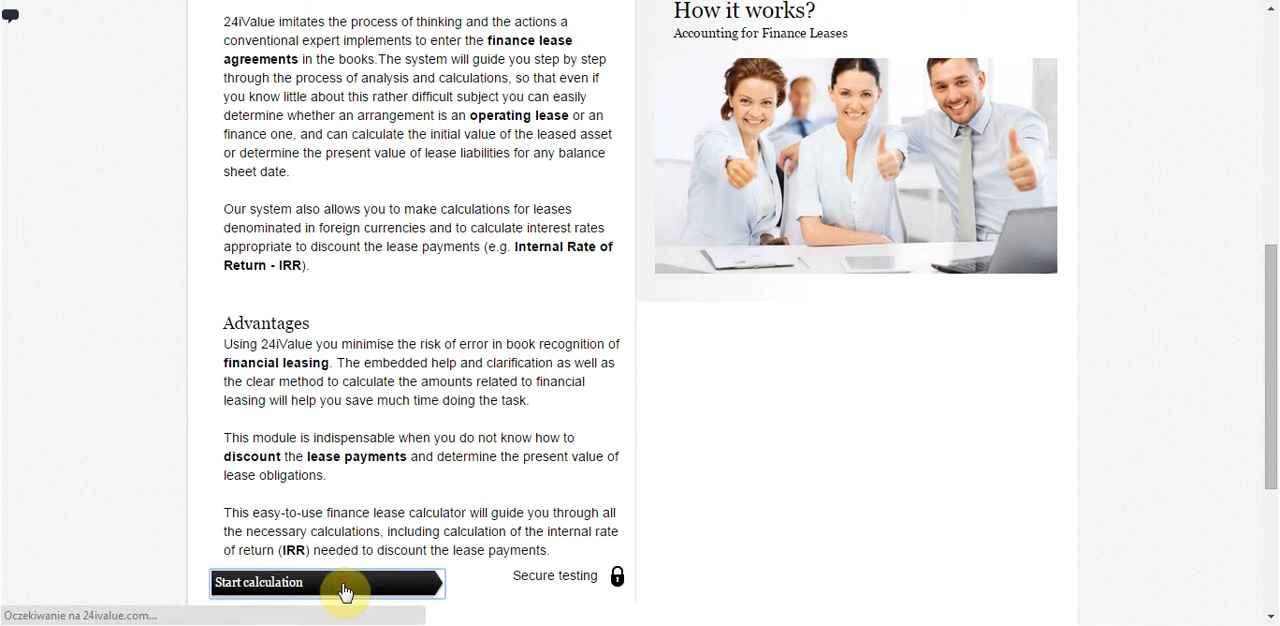 24iValue imitates the process of thinking and the actions a
conventional expert implements to enter the finance lease
agreements in the books.The system will guide you step by step
through the process of analysis and calculations, so that even if
you know little about this rather difficult subject you can easily
determine whether an arrangement is an operating lease or an
finance one, and can calculate the initial value of the leased asset
or determine the present value of lease liabilities for any balance
sheet date.
Our system also allows you to make calculations for leases
denominated in foreign currencies and to calculate interest rates
appropriate to discount the lease payments (e.g. Internal Rate of
Return - IRR).
Advantages
Using 24iValue you minimise the risk of error in book recognition of
financial leasing. The embedded help and clarification as well as
the clear method to calculate the amounts related to financial
leasing will help you save much time doing the task.
This module is indispensable when you do not know how to
discount the lease payments and determine the present value of
lease obligations.
This easy-to-use finance lease calculator will guide you through all
the necessary calculations, including calculation of the internal rate
of return (IRR) needed to discount the lease payments.
Start calculation
Secure testing
How it works?
Accounting for Finance Leases
Oczekiwanie na 24ivalue.com...